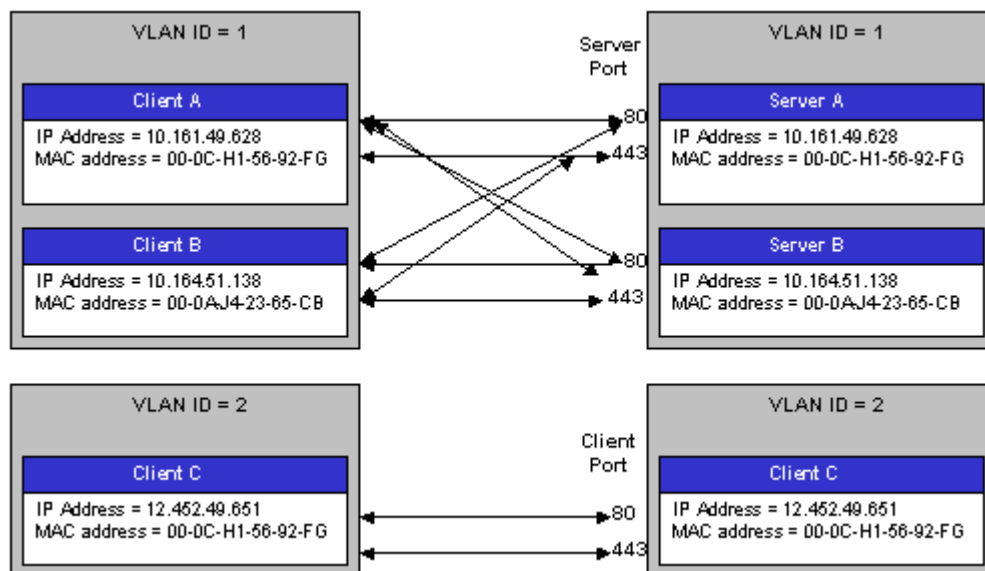 VLAN ID = 1
Client A
IP Address = 10.161.49.628
MAC address = 00-0C-H1-56-92-FG
Client B
IP Address = 10.164.51.138
MAC address = 00-0AJ4-23-65-CB
Server
Port
80
443
80
443
VLAN ID = 1
Server A
IP Address = 10.161.49.628
MAC address = 00-0C-H1-56-92-FG
Server B
IP Address = 10.164.51.138
MAC address = 00-0AJ4-23-65-CB
VLAN ID = 2
Client C
IP Address = 12.452.49.651
MAC address = 00-0C-H1-56-92-FG
Client
Port
80
443
VLAN ID = 2
Client C
IP Address = 12.452.49.651
MAC address = 00-0C-H1-56-92-FG